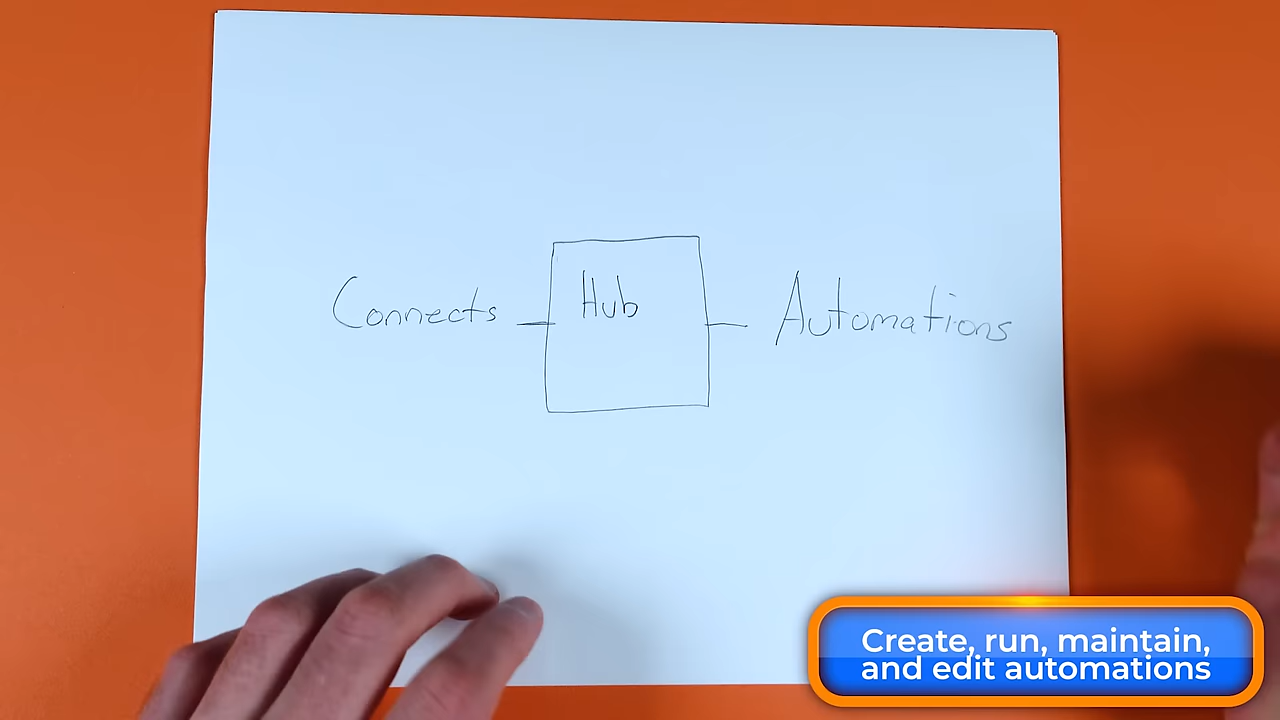 Connects
Hub
Automations
Create, run, maintain,
and edit automations